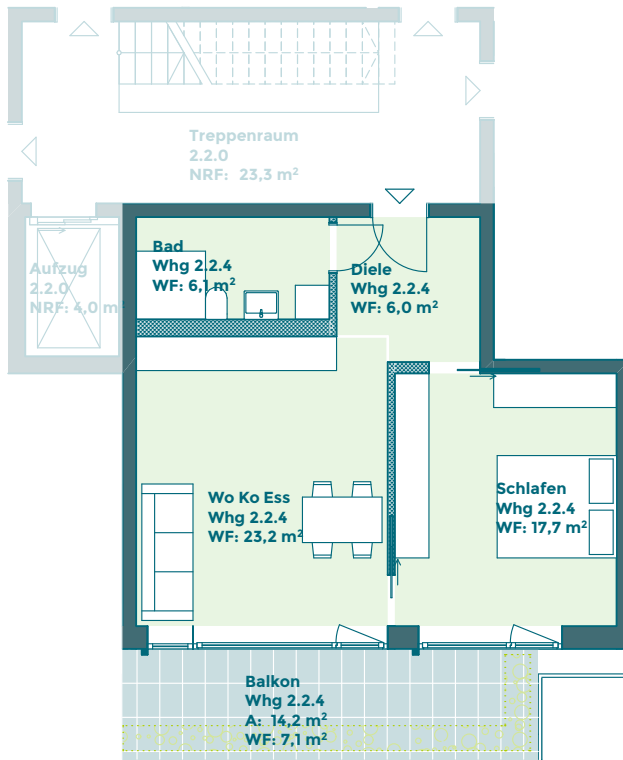 Treppenraum
2.2.0
NRF: 23,3 m²
Bad
Whg 2.2.4
WF: 6,1 m²
Diele
Whg 2.2.4
WF: 6,0 m²
Aufzug
2.2.0
NRF: 4,0 m²
Wo Ko Ess
Whg 2.2.4
WF: 23,2 m²
Schlafen
Whg 2.2.4
WF: 17,7 m²
Balkon
Whg 2.2.4
A: 14,2 m²
WF: 7,1 m²